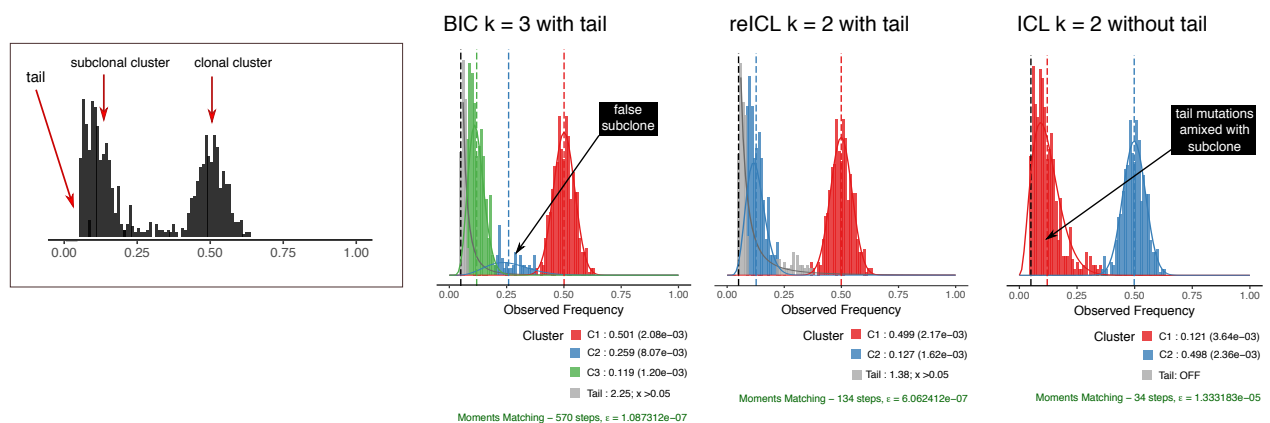 tail
subclonal cluster
clonal cluster
0.00
0.25
0.50
0.75
1.00
BIC k = 3 with tail
false
subclone
0.00
0.25
0.50
0.75
1.00
Observed Frequency
Cluster
C1 : 0.501 (2.08e−03)
C2 : 0.259 (8.07e−03)
C3 : 0.119 (1.20e−03)
Tail : 2.25; x >0.05
Moments Matching − 570 steps, ε = 1.087312e−07
reICL k = 2 with tail
0.00
0.25
0.50
0.75
1.00
Observed Frequency
Cluster
C1 : 0.499 (2.17e−03)
C2 : 0.127 (1.62e−03)
Tail : 1.38; x >0.05
Moments Matching − 134 steps, ε = 6.062412e−07
ICL k = 2 without tail
tail mutations
amixed with
subclone
0.00
0.25
0.50
0.75
1.00
Observed Frequency
Cluster
C1 : 0.121 (3.64e−03)
C2 : 0.498 (2.36e−03)
Tail: OFF
Moments Matching − 34 steps, ε = 1.333183e−05